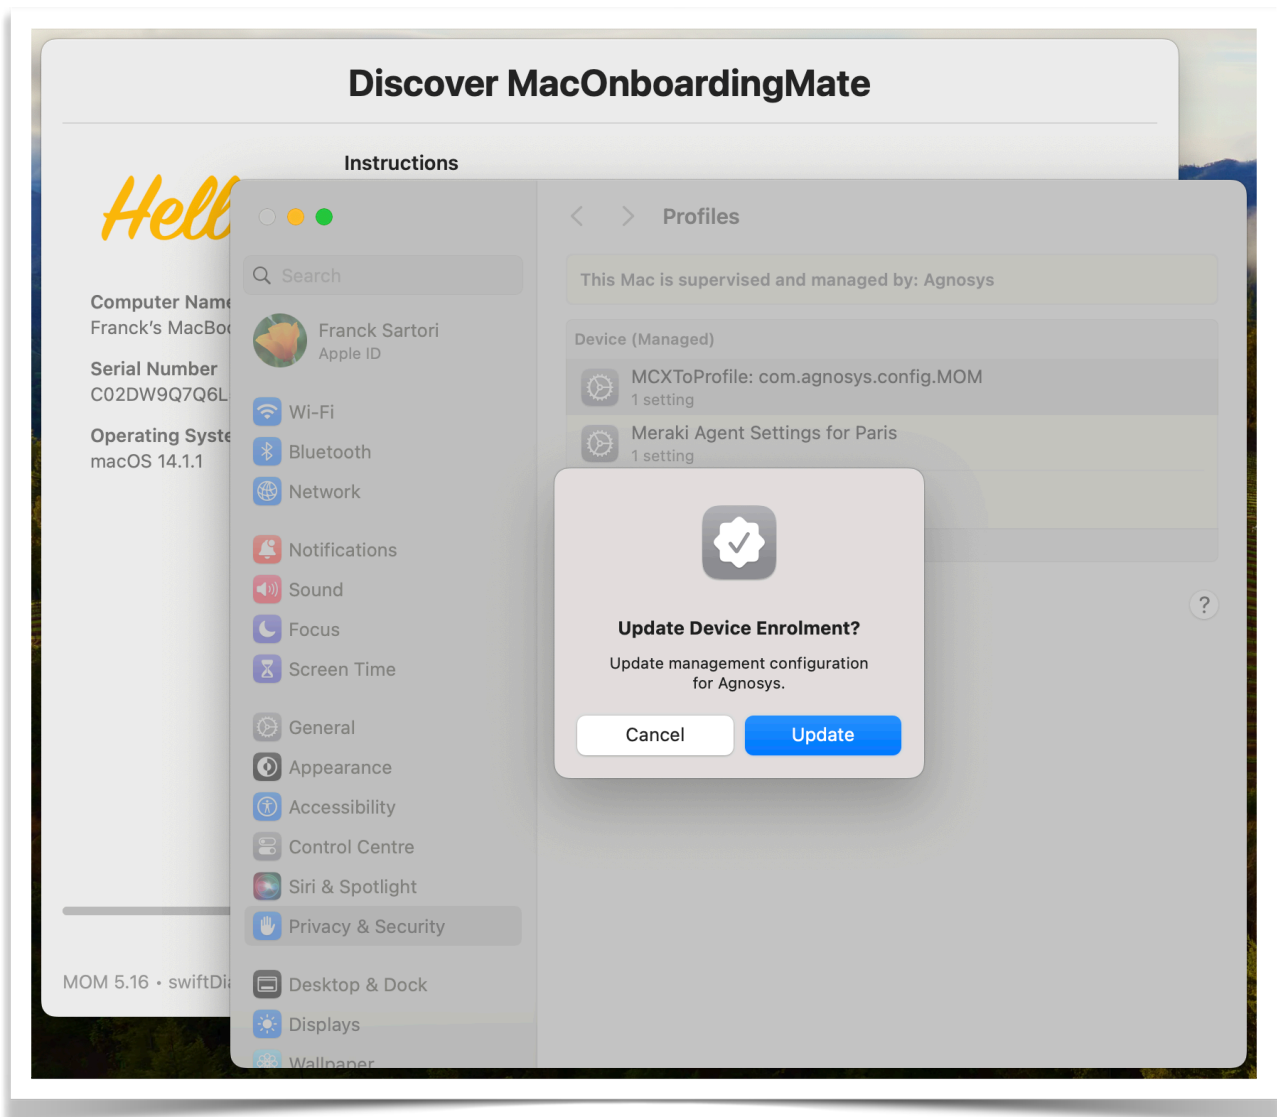 Discover MacOnboardingMate
Instructions
Computer Name
Franck's MacBo
Serial Number
C02DW9Q7Q6L
Operating Syste
macOS 14.1.1
MOM 5.16 • swiftDi
Search
Franck Sartori
Apple ID
Wi-Fi
Bluetooth
Network
Notifications
Sound
Focus
Screen Time
General
Appearance
Accessibility
Control Centre
Siri & Spotlight
Privacy & Security
Desktop & Dock
Displays
Wallpaper
Profiles
This Mac is supervised and managed by: Agnosys
Device (Managed)
MCXToProfile: com.agnosys.config.MOM
1 setting
Meraki Agent Settings for Paris
1 setting
?
Update Device Enrolment?
Update management configuration
for Agnosys.
Cancel
Update